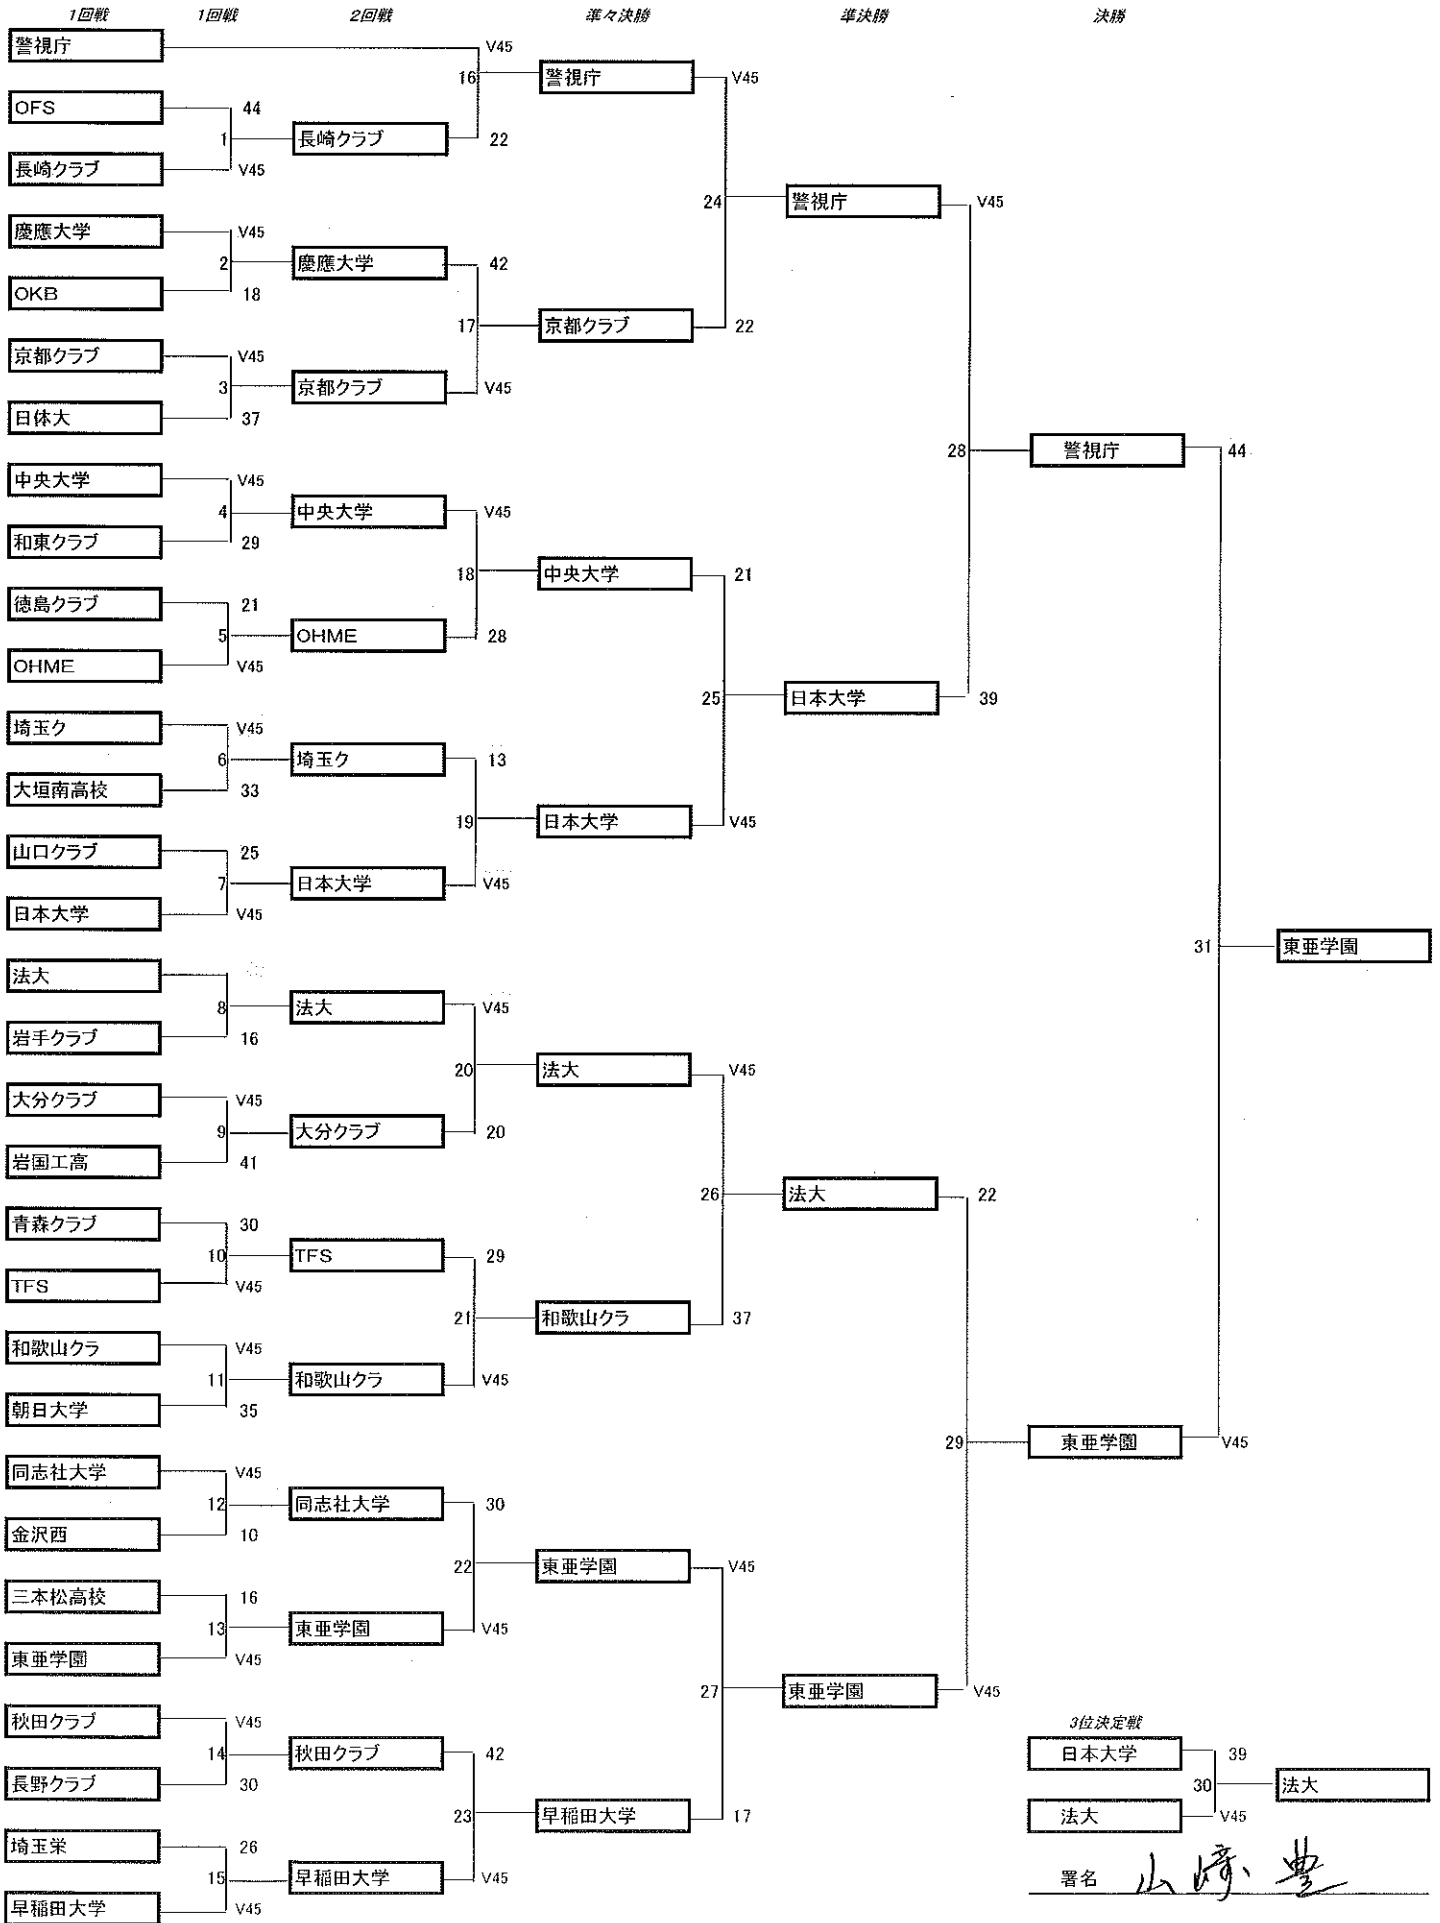 1回戦 1回戦 2回戦 準々決勝 準決勝 決勝
警視庁 V45
16 警視庁 V45
OFS 44
1 長崎クラブ 22
長崎クラブ V45
24 警視庁 V45
慶應大学 V45
2 慶應大学 42
OKB 18
17 京都クラブ 22
京都クラブ V45
3 京都クラブ V45
日体大 37
28 警視庁 44
中央大学 V45
4 中央大学 V45
和東クラブ 29
18 中央大学 21
徳島クラブ 21
5 OHME 28
OHME V45
25 日本大学 39
埼玉ク V45
6 埼玉ク 13
大垣南高校 33
19 日本大学 V45
山口クラブ 25
7 日本大学 V45
日本大学 V45
31 東亜学園
法大
8 法大 V45
岩手クラブ 16
20 法大 V45
大分クラブ V45
9 大分クラブ 20
岩国工高 41
26 法大 22
青森クラブ 30
10 TFS 29
TFS V45
21 和歌山クラ 37
和歌山クラ V45
11 和歌山クラ V45
朝日大学 35
29 東亜学園 V45
同志社大学 V45
12 同志社大学 30
金沢西 10
22 東亜学園 V45
三本松高校 16
13 東亜学園 V45
東亜学園 V45
27 東亜学園 V45
秋田クラブ V45
14 秋田クラブ 42
長野クラブ 30
23 早稲田大学 17
埼玉栄 26
15 早稲田大学 V45
早稲田大学 V45
3位決定戦
日本大学 39
30 法大
法大 V45
署名 山﨑 豊